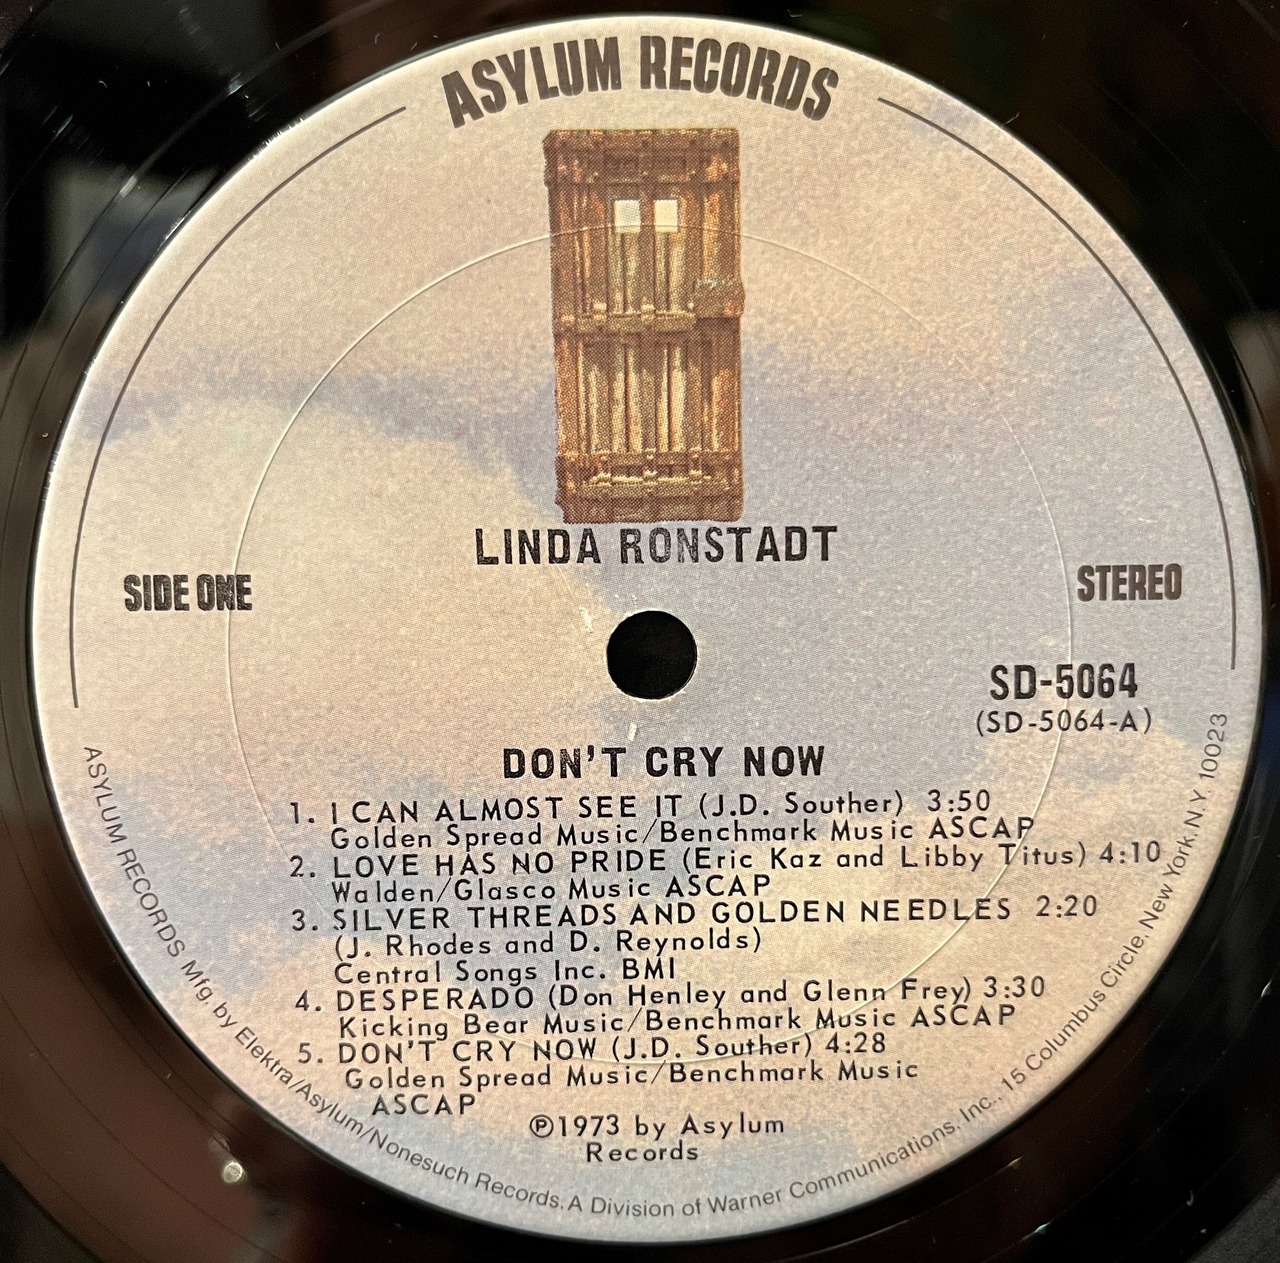 ASYLUM RECORDS
LINDA RONSTADT
SIDE ONE
STEREO
SD-5064
(SD-5064-A)
DON'T CRY NOW
1. I CAN ALMOST SEE IT (J.D. Souther) 3:50
Golden Spread Music/Benchmark Music ASCAP
2. LOVE HAS NO PRIDE (Eric Kaz and Libby Titus) 4:10
Walden/Glasco Music ASCAP
3. SILVER THREADS AND GOLDEN NEEDLES 2:20
(J. Rhodes and D. Reynolds)
Central Songs Inc. BMI
4. DESPERADO (Don Henley and Glenn Frey) 3:30
Kicking Bear Music/Benchmark Music ASCAP
5. DON'T CRY NOW (J.D. Souther) 4:28
Golden Spread Music/Benchmark Music
ASCAP
℗1973 by Asylum
Records
ASYLUM RECORDS Mfg. by Elektra/Asylum/Nonesuch Records. A Division of Warner Communications, Inc., 15 Columbus Circle, New York, N.Y. 10023